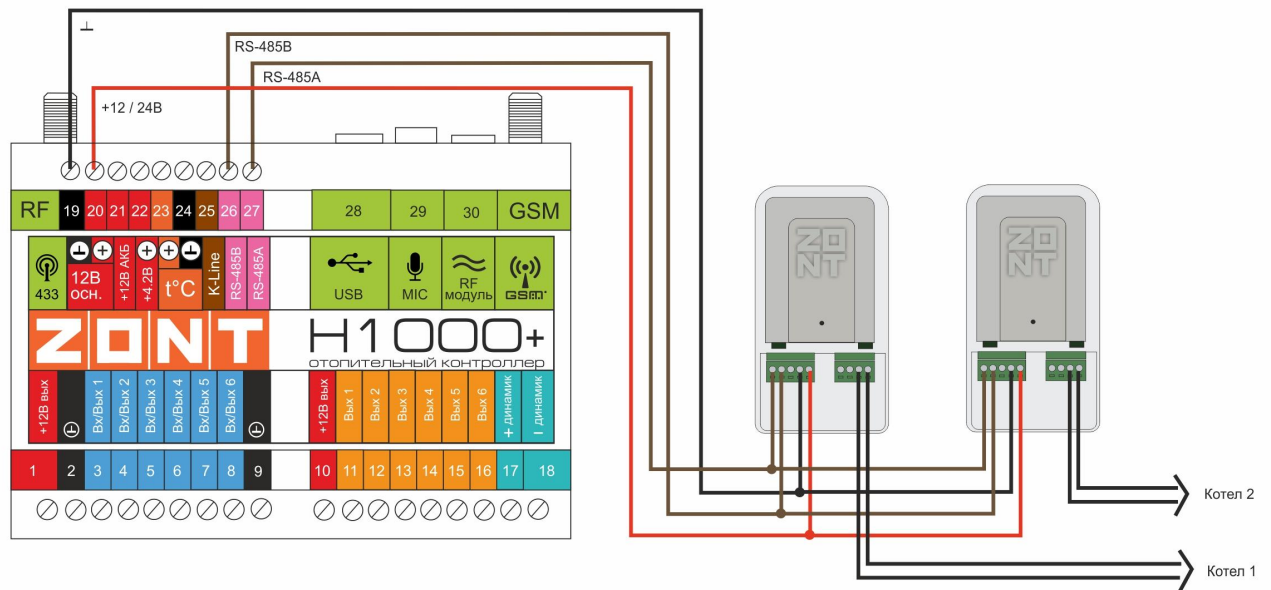 ⊥
RS-485B
RS-485A
+12 / 24В
RF 19 20 21 22 23 24 25 26 27 28 29 30 GSM
433
12В осн.
+12В АКБ
+4.2В
t°C
K-Line
RS-485B
RS-485A
USB
MIC
RF модуль
GSM
ZONT
H1000+
отопительный контроллер
+12В вых
Вх/Вых 1
Вх/Вых 2
Вх/Вых 3
Вх/Вых 4
Вх/Вых 5
Вх/Вых 6
+12В вых
Вых 1
Вых 2
Вых 3
Вых 4
Вых 5
Вых 6
+ динамик
− динамик
1 2 3 4 5 6 7 8 9 10 11 12 13 14 15 16 17 18
ZO
NT
ZO
NT
Котел 2
Котел 1